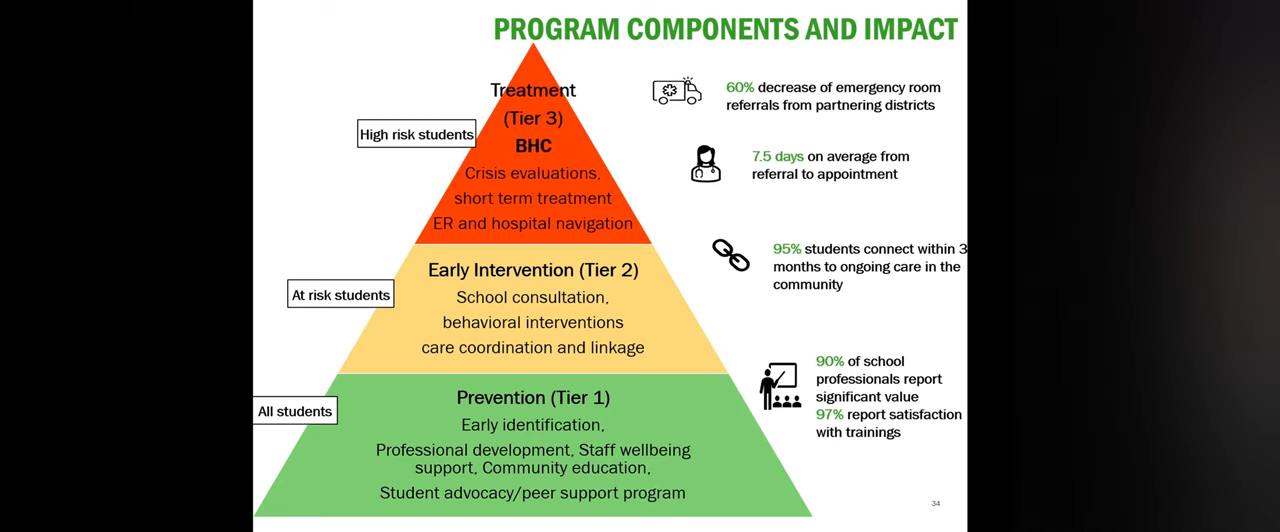 PROGRAM COMPONENTS AND IMPACT
Treatment
(Tier 3)
BHC
Crisis evaluations,
short term treatment
ER and hospital navigation
High risk students
Early Intervention (Tier 2)
School consultation,
behavioral interventions
care coordination and linkage
At risk students
Prevention (Tier 1)
Early identification,
Professional development, Staff wellbeing
support, Community education,
Student advocacy/peer support program
All students
60% decrease of emergency room
referrals from partnering districts
7.5 days on average from
referral to appointment
95% students connect within 3
months to ongoing care in the
community
90% of school
professionals report
significant value
97% report satisfaction
with trainings
34